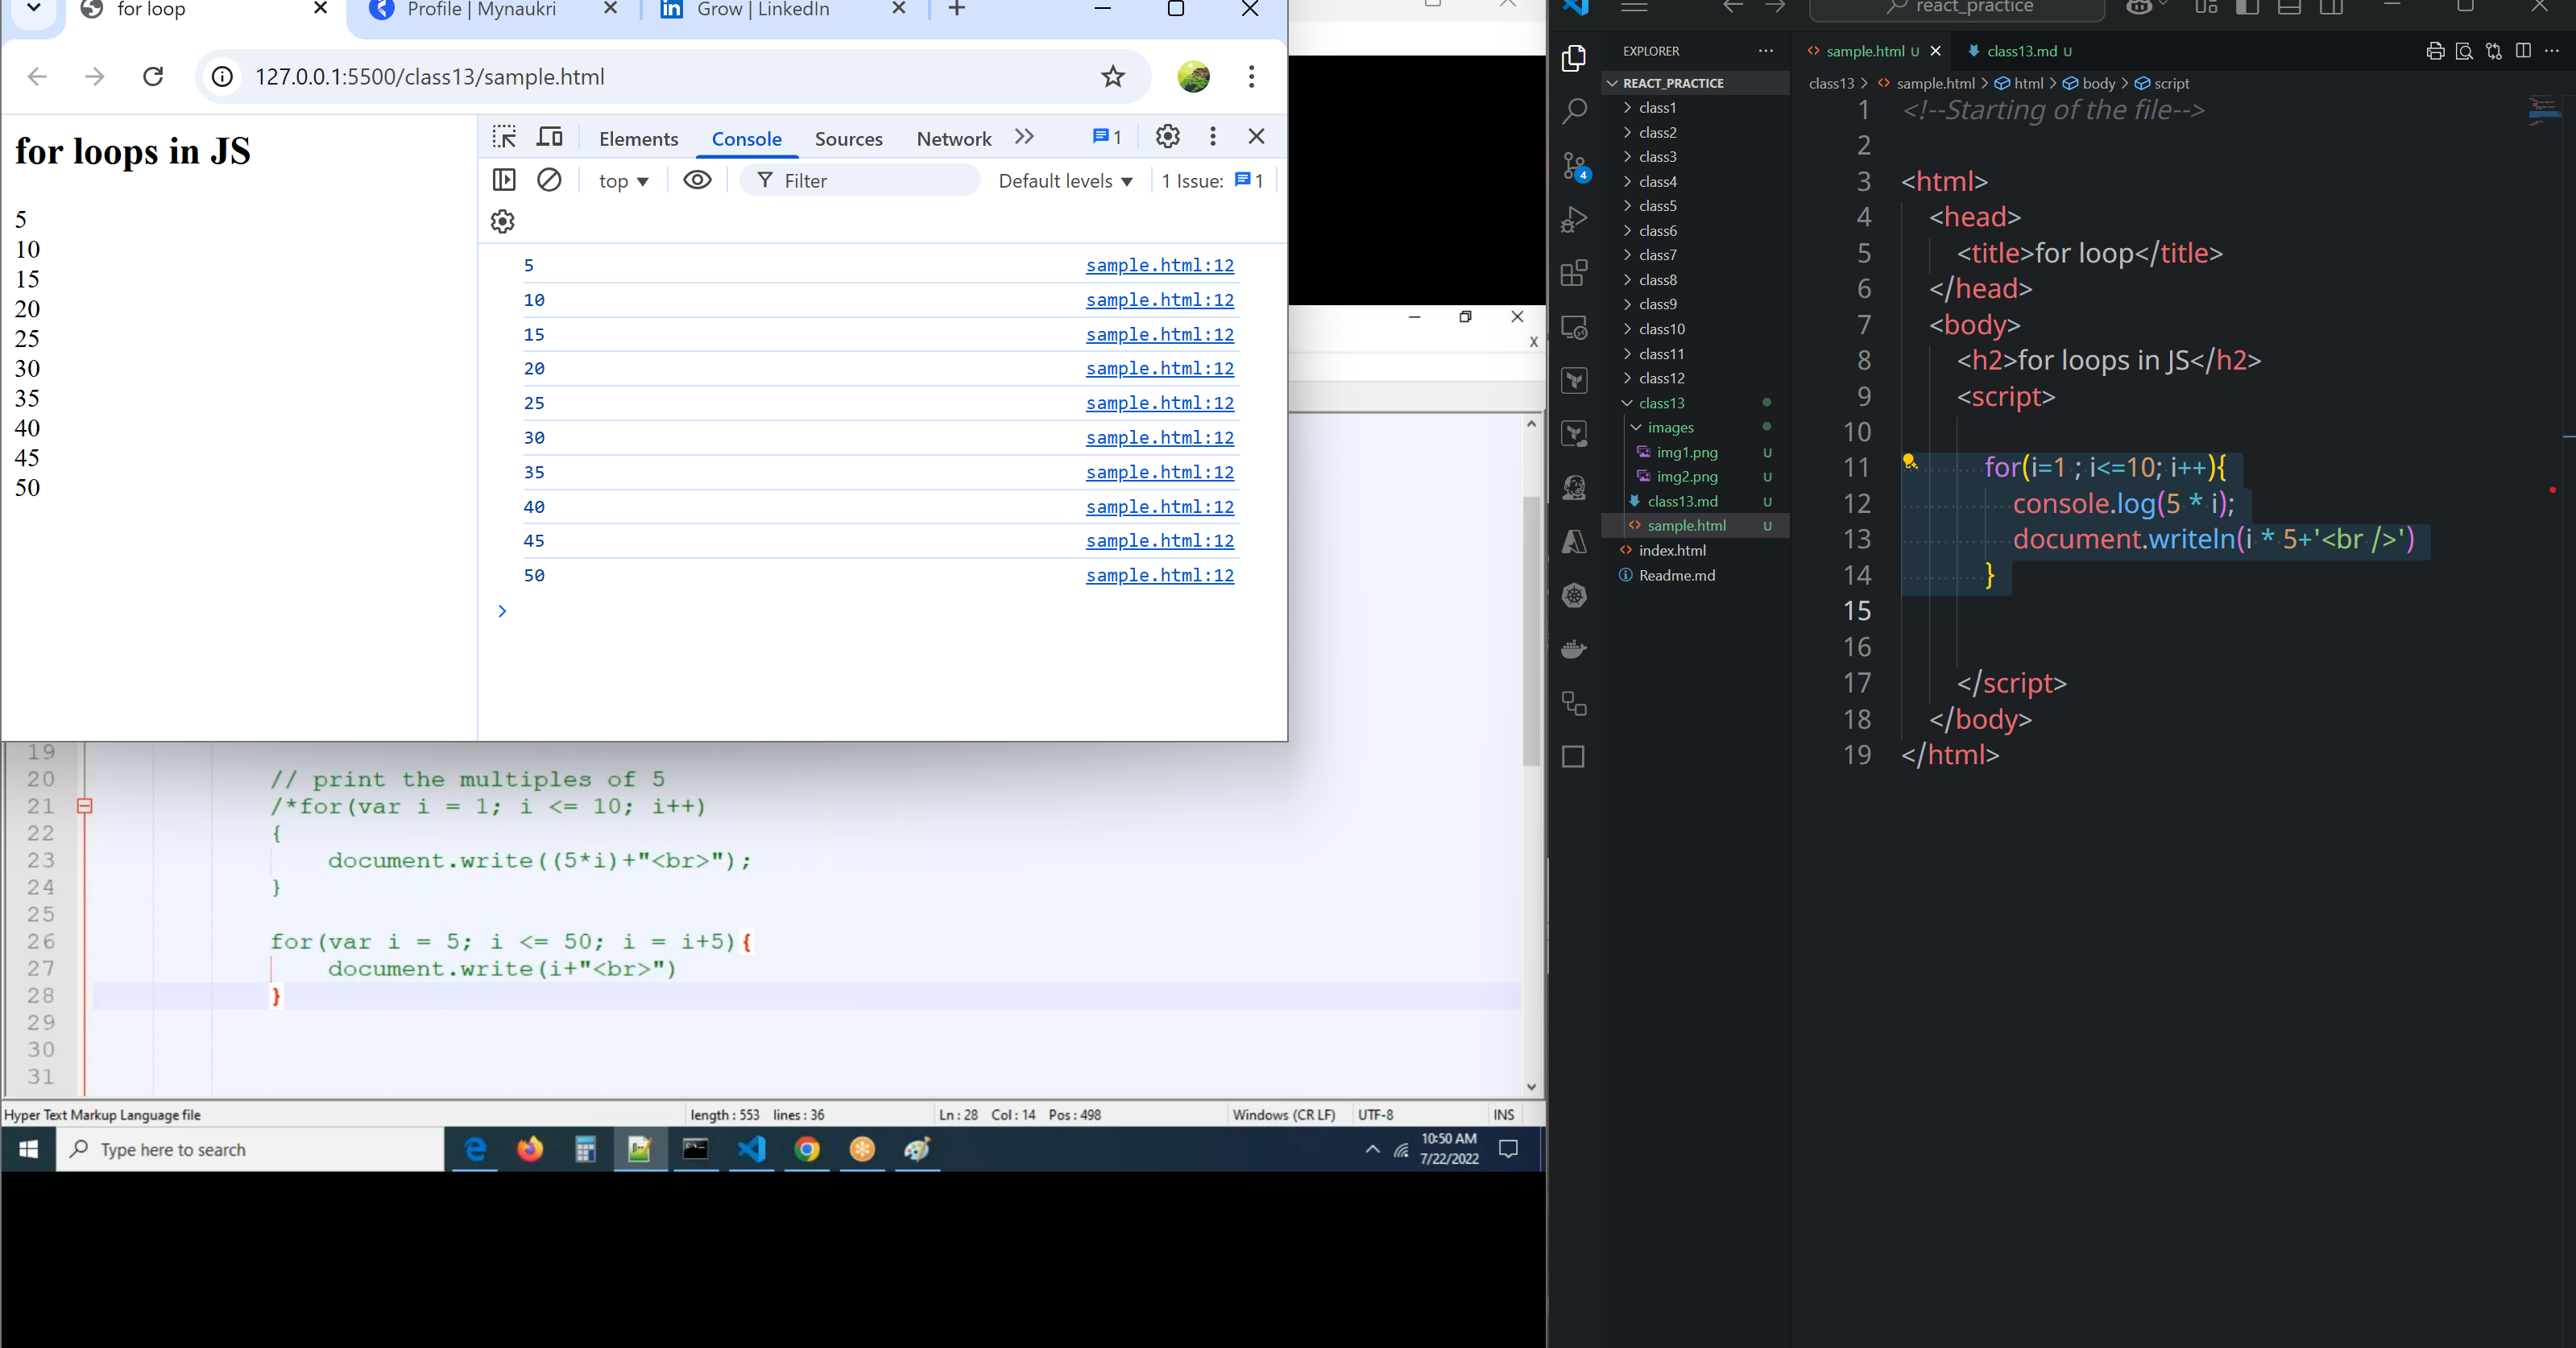 for loop
Profile | Mynaukri
Grow | LinkedIn
127.0.0.1:5500/class13/sample.html
for loops in JS
5
10
15
20
25
30
35
40
45
50
Elements
Console
Sources
Network
1
top
Filter
Default levels
1 Issue:
1
5 sample.html:12
10 sample.html:12
15 sample.html:12
20 sample.html:12
25 sample.html:12
30 sample.html:12
35 sample.html:12
40 sample.html:12
45 sample.html:12
50 sample.html:12
19
20 // print the multiples of 5
21 /*for(var i = 1; i <= 10; i++)
22 {
23 document.write((5*i)+"<br>");
24 }
25
26 for(var i = 5; i <= 50; i = i+5){
27 document.write(i+"<br>")
28 }
29
30
31
Hyper Text Markup Language file
length : 553 lines : 36
Ln : 28 Col : 14 Pos : 498
Windows (CR LF)
UTF-8
INS
Type here to search
10:50 AM
7/22/2022
react_practice
EXPLORER
REACT_PRACTICE
class1
class2
class3
class4
class5
class6
class7
class8
class9
class10
class11
class12
class13
images
img1.png U
img2.png U
class13.md U
sample.html U
index.html
Readme.md
4
sample.html U
class13.md U
class13 > sample.html > html > body > script
1 <!--Starting of the file-->
2
3 <html>
4 <head>
5 <title>for loop</title>
6 </head>
7 <body>
8 <h2>for loops in JS</h2>
9 <script>
10
11 for(i=1 ; i<=10; i++){
12 console.log(5 * i);
13 document.writeln(i * 5+'<br />')
14 }
15
16
17 </script>
18 </body>
19 </html>